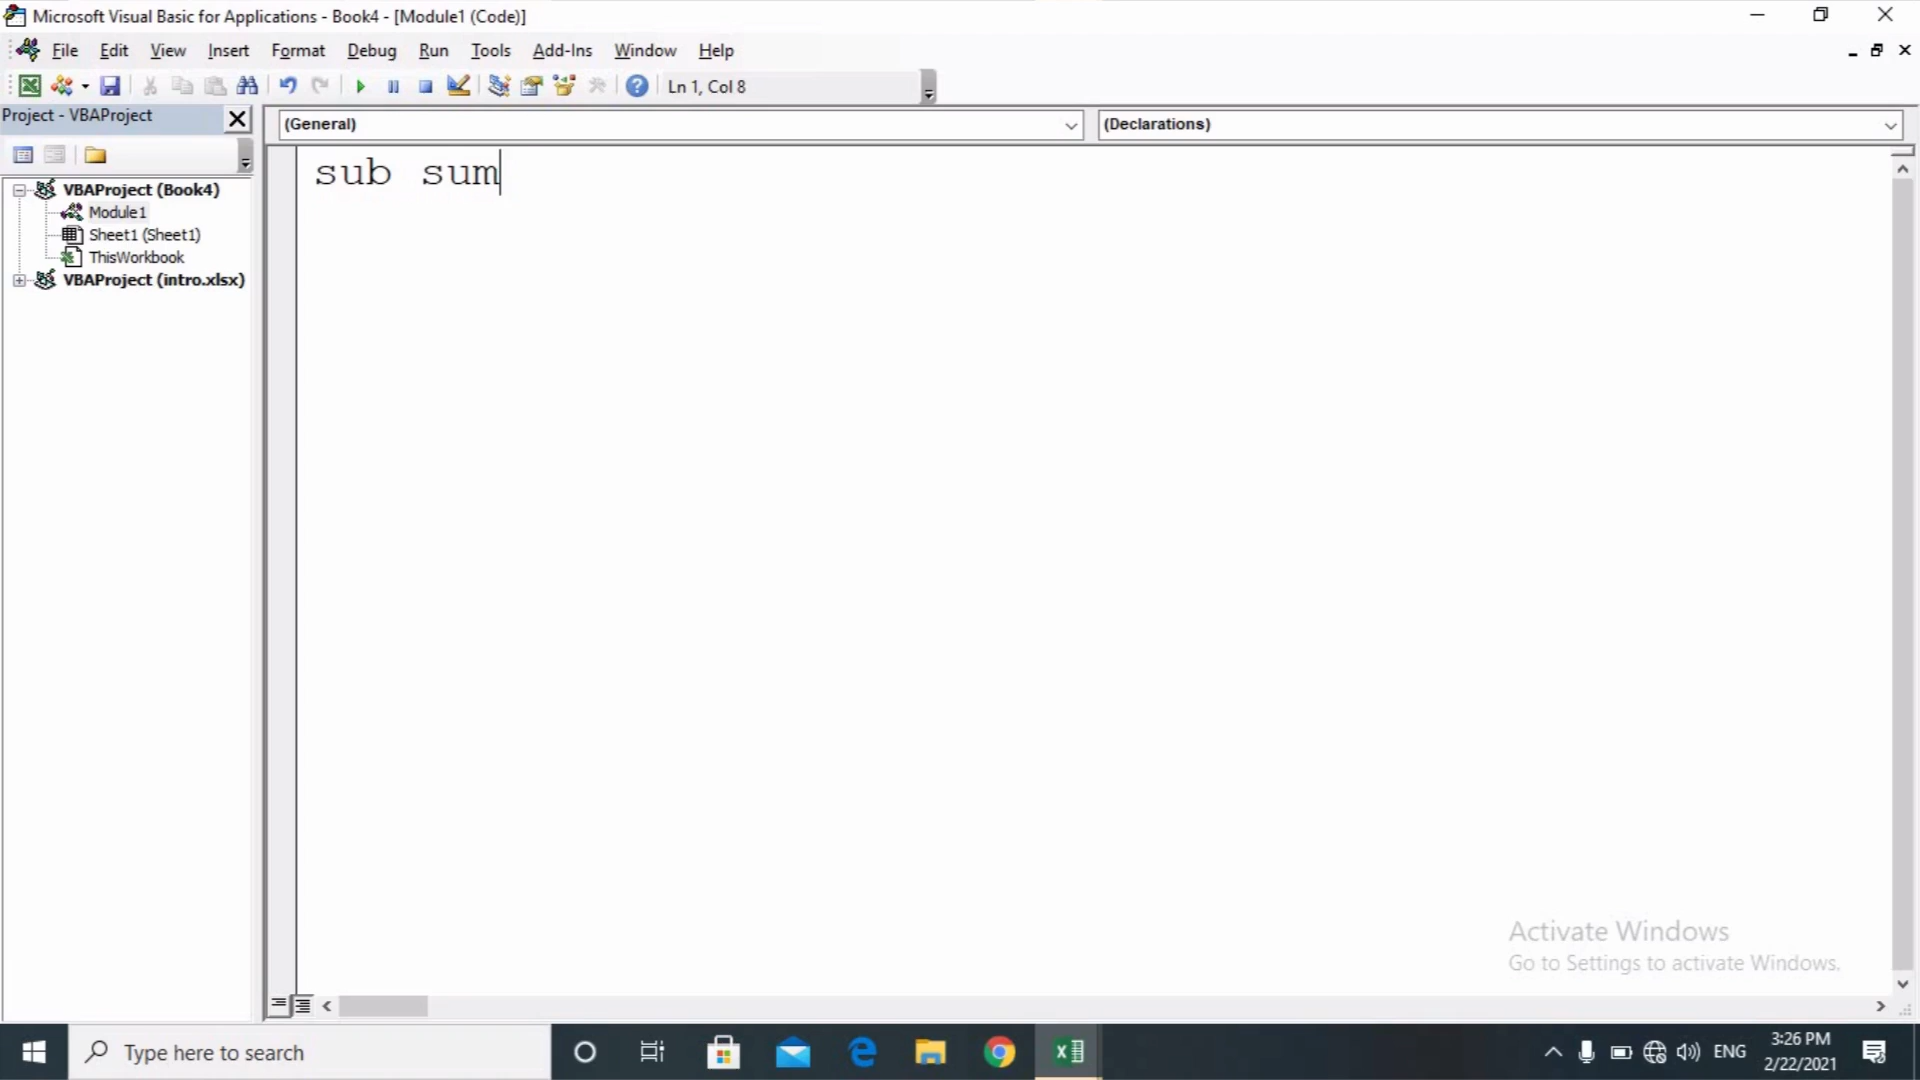 Microsoft Visual Basic for Applications - Book4 - [Module1 (Code)]
File Edit View Insert Format Debug Run Tools Add-Ins Window Help
Ln 1, Col 8
Project - VBAProject
(General)
(Declarations)
VBAProject (Book4)
Module1
Sheet1 (Sheet1)
ThisWorkbook
VBAProject (intro.xlsx)
sub sum
Activate Windows
Go to Settings to activate Windows.
Type here to search
ENG
3:26 PM
2/22/2021